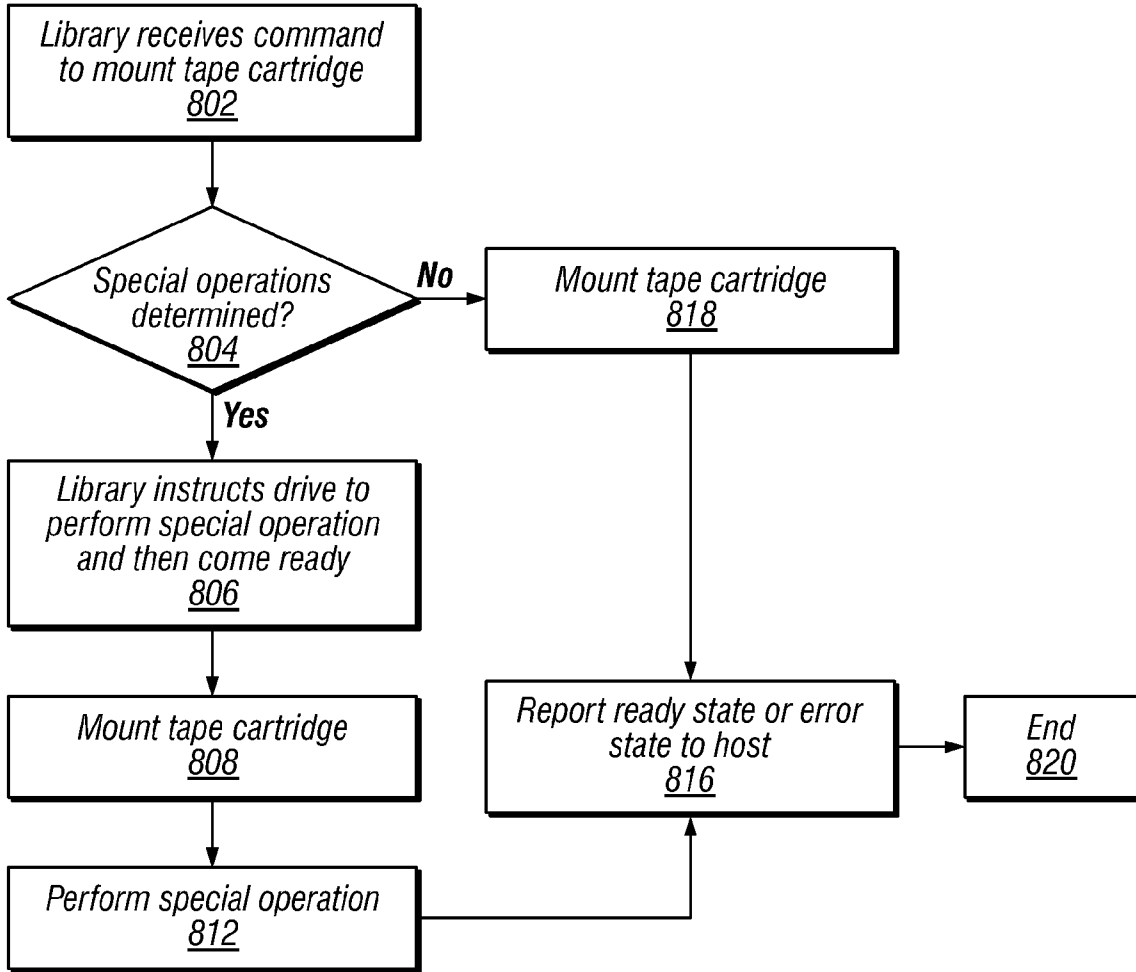 Library receives command
to mount tape cartridge
802
Special operations
determined?
804
No
Mount tape cartridge
818
Yes
Library instructs drive to
perform special operation
and then come ready
806
Mount tape cartridge
808
Report ready state or error
state to host
816
End
820
Perform special operation
812